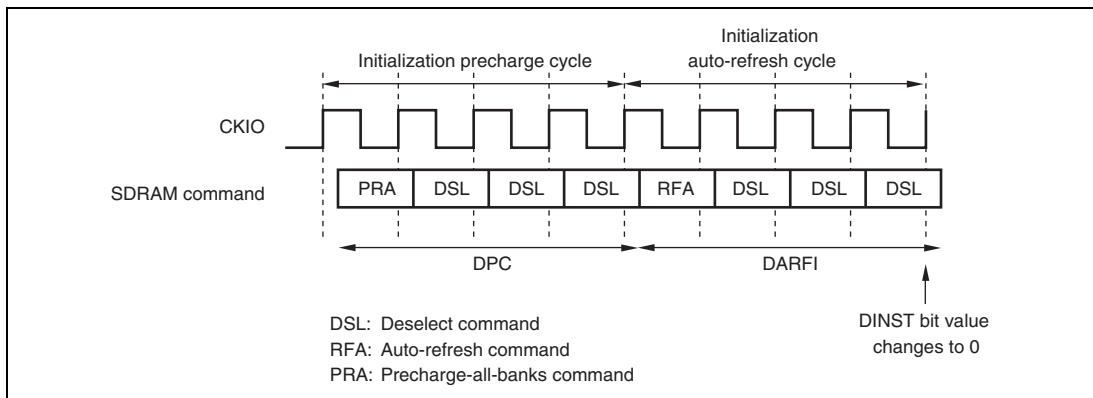 Initialization
Initialization precharge cycle
auto-refresh cycle
CKIO
SDRAM command
PRA DSL DSL DSL RFA DSL DSL DSL
DPC
DARFI
DSL: Deselect command
RFA: Auto-refresh command
PRA: Precharge-all-banks command
DINST bit value
changes to 0